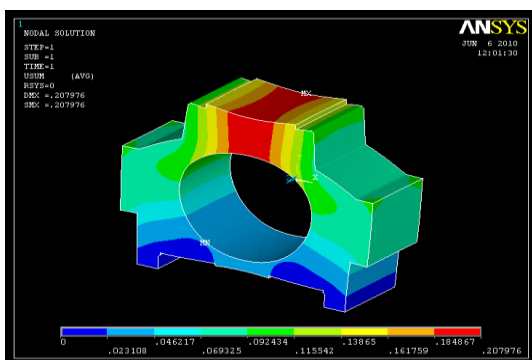 1
NODAL SOLUTION
STEP=1
SUB =1
TIME=1
USUM (AVG)
RSYS=0
DMX =.207976
SMX =.207976
ANSYS
JUN 6 2010
12:01:30
MX
X
MN
0 .046217 .092434 .13865 .184867
.023108 .069325 .115542 .161759 .207976